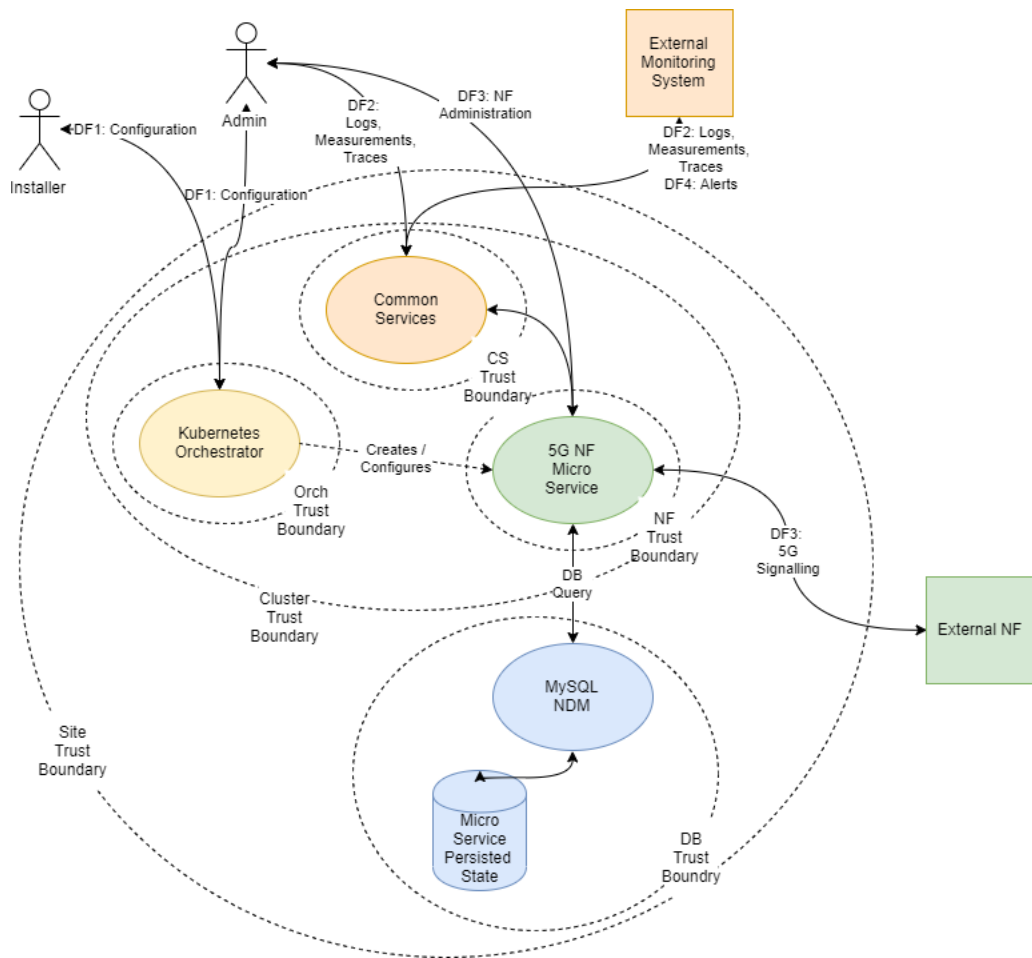 External
Monitoring
System
Admin
Installer
DF1: Configuration
DF2:
Logs,
Measurements,
Traces
DF3: NF
Administration
DF2: Logs,
Measurements,
Traces
DF4: Alerts
DF1: Configuration
Common
Services
CS
Trust
Boundary
Kubernetes
Orchestrator
Creates /
Configures
5G NF
Micro
Service
Orch
Trust
Boundary
NF
Trust
Boundary
DF3:
5G
Signalling
Cluster
Trust
Boundary
DB
Query
External NF
MySQL
NDM
Site
Trust
Boundary
Micro
Service
Persisted
State
DB
Trust
Boundry